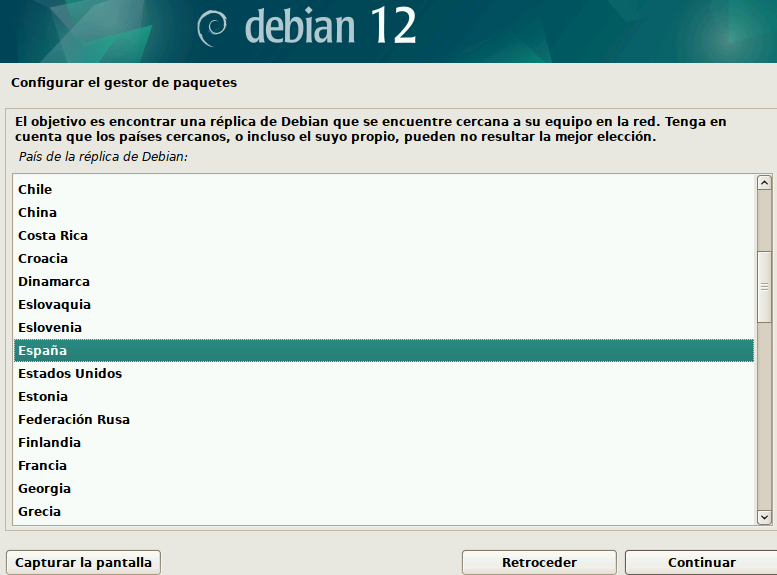 debian 12
Configurar el gestor de paquetes
El objetivo es encontrar una réplica de Debian que se encuentre cercana a su equipo en la red. Tenga en
cuenta que los países cercanos, o incluso el suyo propio, pueden no resultar la mejor elección.
País de la réplica de Debian:
Chile
China
Costa Rica
Croacia
Dinamarca
Eslovaquia
Eslovenia
España
Estados Unidos
Estonia
Federación Rusa
Finlandia
Francia
Georgia
Grecia
Capturar la pantalla
Retroceder
Continuar